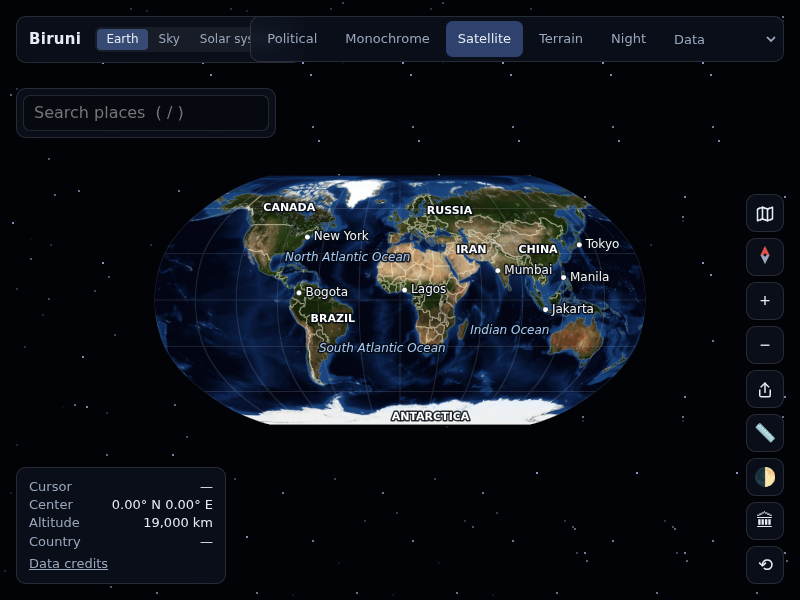 Biruni Earth Sky Political Monochrome Satellite Terrain Night Data
Search places ( / )
CANADA
RUSSIA
New York
Tokyo
IRAN
CHINA
North Atlantic Ocean
Mumbai
Manila
Bogota
Lagos
Jakarta
BRAZIL
Indian Ocean
South Atlantic Ocean
ANTARCTICA
Cursor —
Center 0.00° N 0.00° E
Altitude 19,000 km
Country —
Data credits